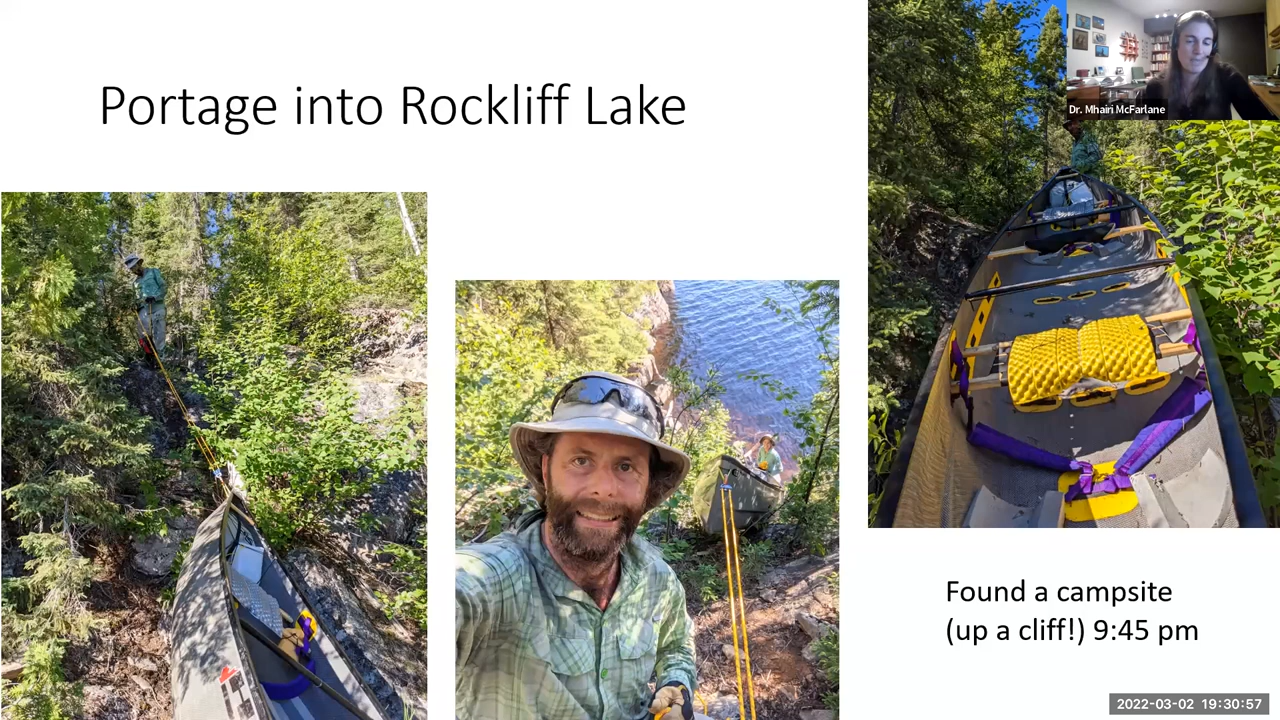 Portage into Rockliff Lake
Dr. Mhairi McFarlane
Found a campsite
(up a cliff!) 9:45 pm
2022-03-02 19:30:57